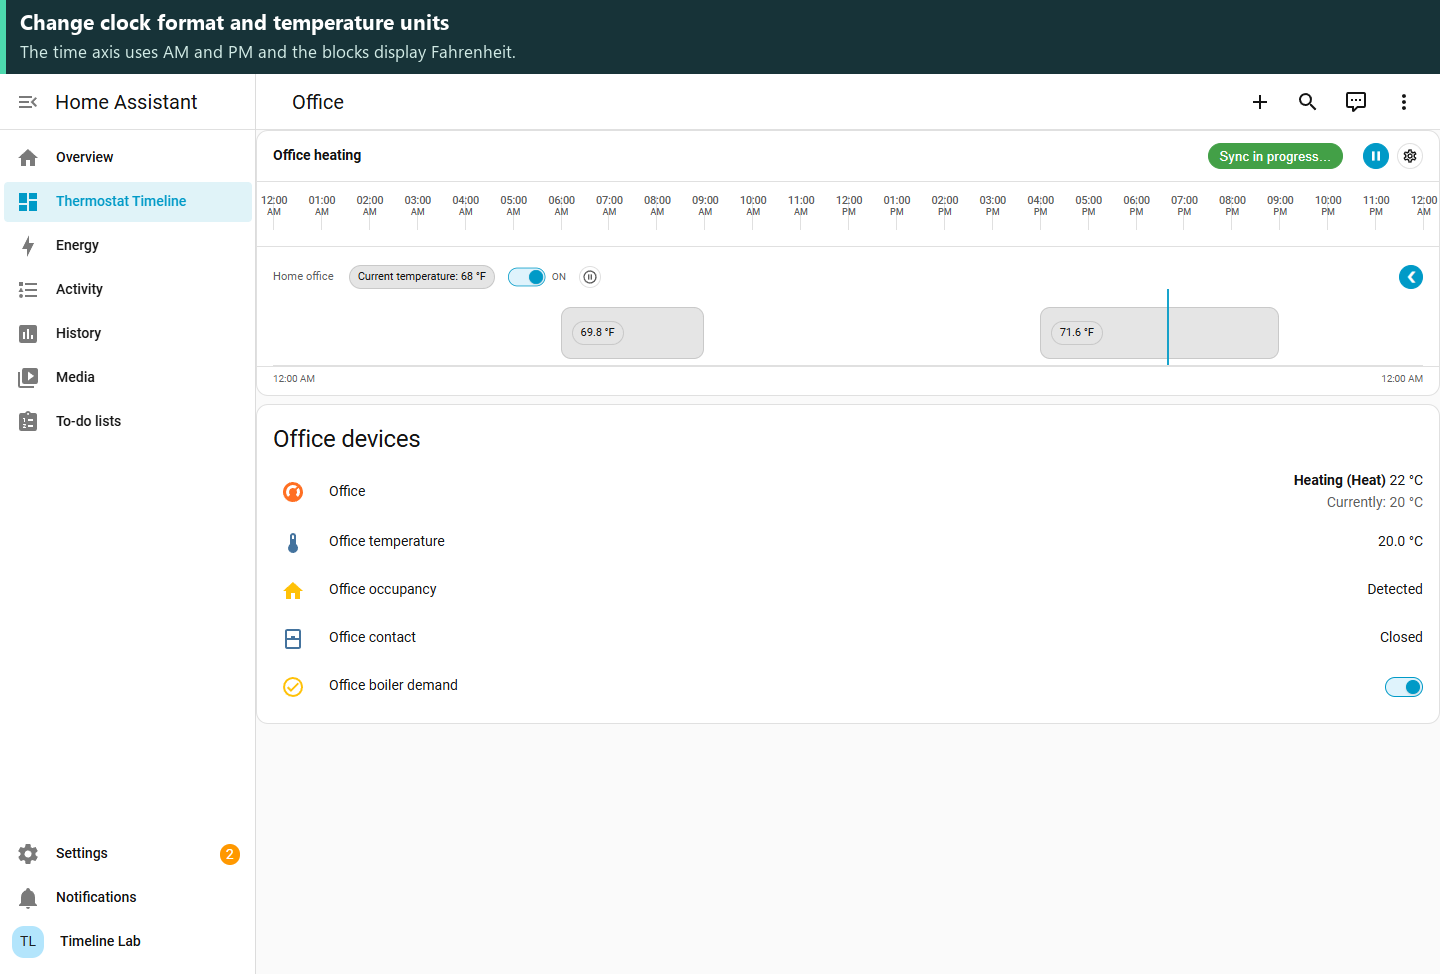 Change clock format and temperature units
The time axis uses AM and PM and the blocks display Fahrenheit.
Home Assistant
Office
Overview
Thermostat Timeline
Energy
Activity
History
Media
To-do lists
Settings
2
Notifications
TL
Timeline Lab
Office heating
Sync in progress...
12:00 AM
01:00 AM
02:00 AM
03:00 AM
04:00 AM
05:00 AM
06:00 AM
07:00 AM
08:00 AM
09:00 AM
10:00 AM
11:00 AM
12:00 PM
01:00 PM
02:00 PM
03:00 PM
04:00 PM
05:00 PM
06:00 PM
07:00 PM
08:00 PM
09:00 PM
10:00 PM
11:00 PM
12:00 AM
Home office
Current temperature: 68 °F
ON
69.8 °F
71.6 °F
12:00 AM
12:00 AM
Office devices
Office
Heating (Heat) 22 °C
Currently: 20 °C
Office temperature
20.0 °C
Office occupancy
Detected
Office contact
Closed
Office boiler demand